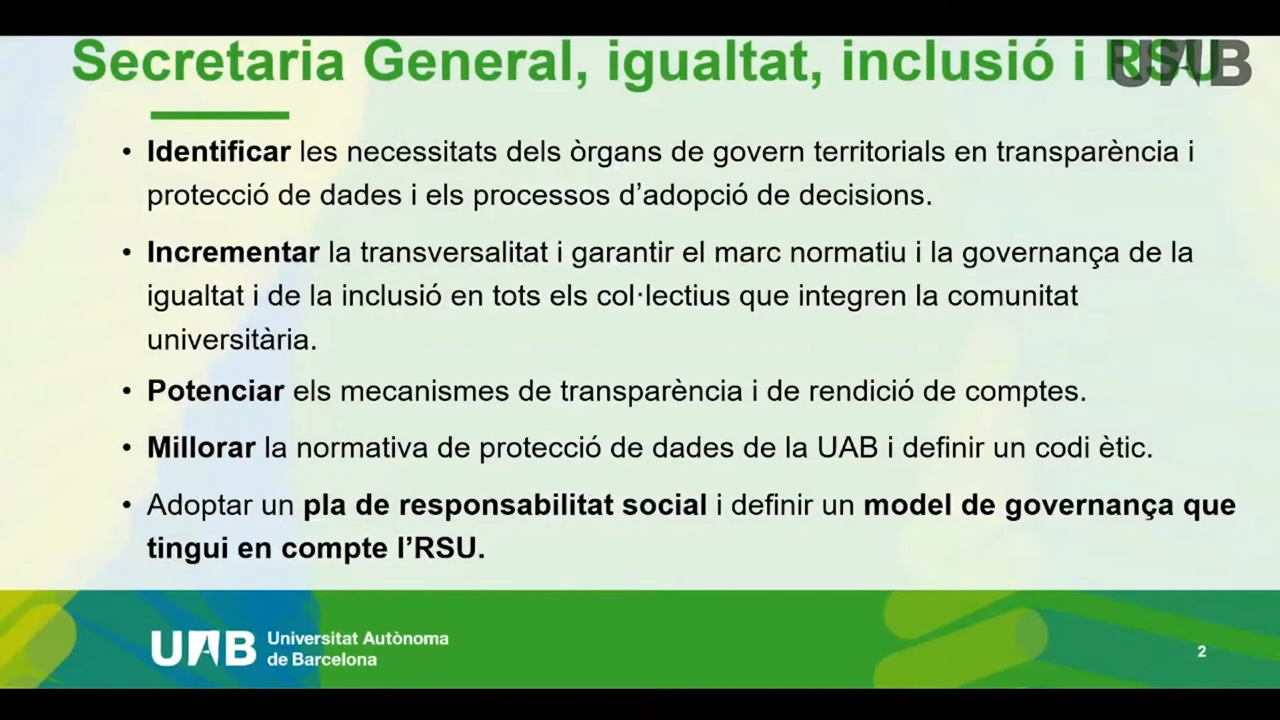 Secretaria General, igualtat, inclusió i RSU
UAB
• Identificar les necessitats dels òrgans de govern territorials en transparència i
protecció de dades i els processos d’adopció de decisions.
• Incrementar la transversalitat i garantir el marc normatiu i la governança de la
igualtat i de la inclusió en tots els col·lectius que integren la comunitat
universitària.
• Potenciar els mecanismes de transparència i de rendició de comptes.
• Millorar la normativa de protecció de dades de la UAB i definir un codi ètic.
• Adoptar un pla de responsabilitat social i definir un model de governança que
tingui en compte l’RSU.
UAB
Universitat Autònoma
de Barcelona
2